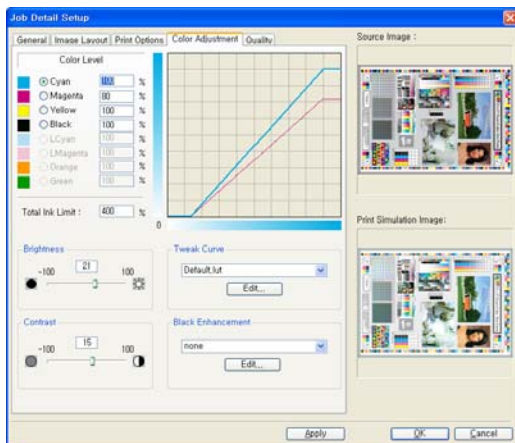 Job Detail Setup
General
Image Layout
Print Options
Color Adjustment
Quality
Color Level
Cyan 100 %
Magenta 80 %
Yellow 100 %
Black 100 %
LCyan 100 %
LMagenta 100 %
Orange 100 %
Green 100 %
Total Ink Limit : 400 %
0
Brightness
-100 21 100
Contrast
-100 15 100
Tweak Curve
Default.lut
Edit...
Black Enhancement
none
Edit...
Source Image :
Print Simulation Image:
Apply
OK
Cancel